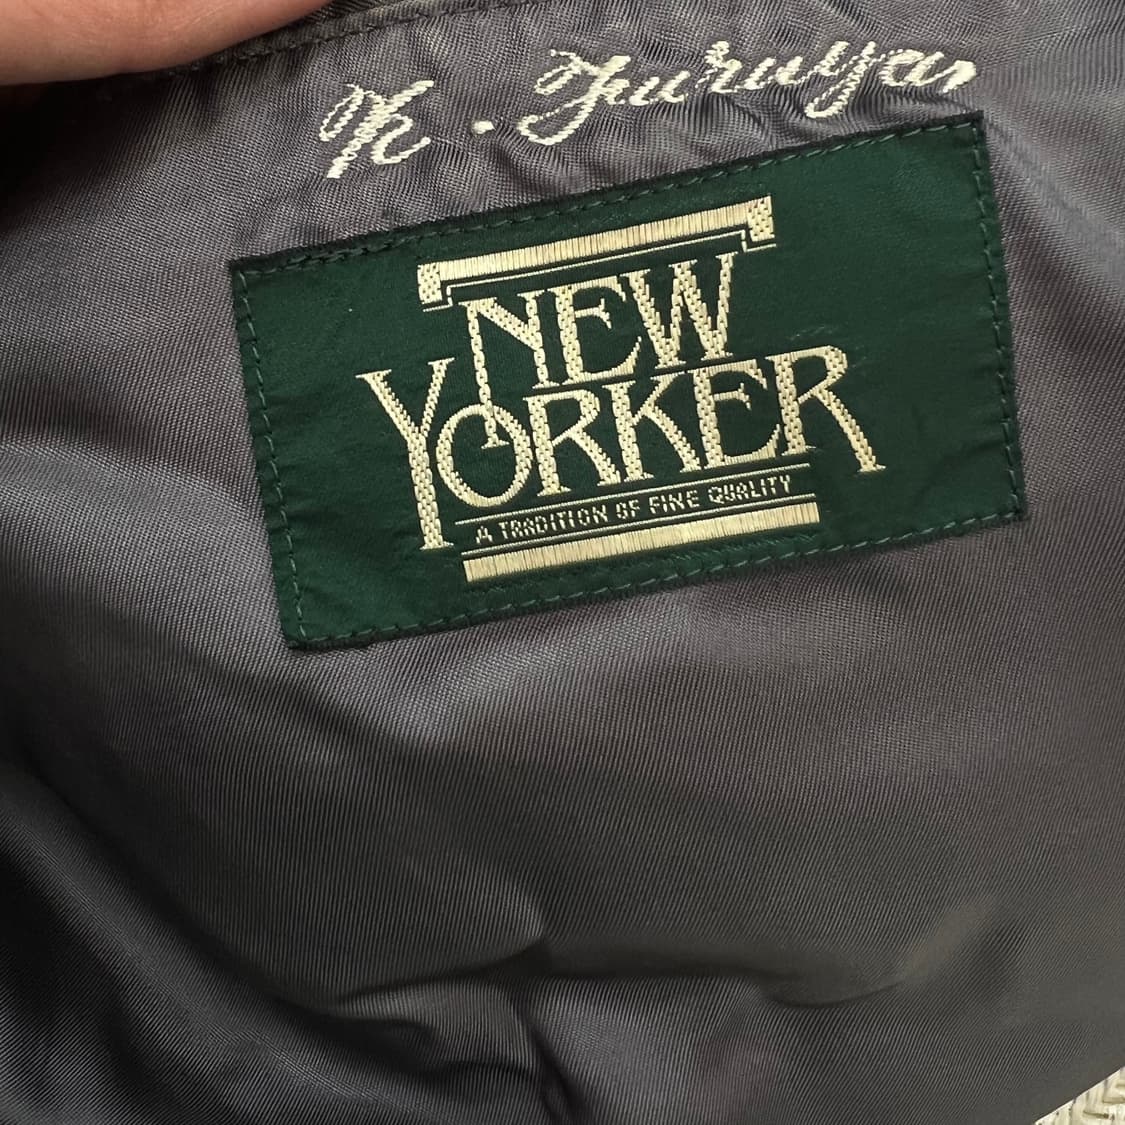 K. Furuya
NEW
YORKER
A TRADITION OF FINE QUALITY